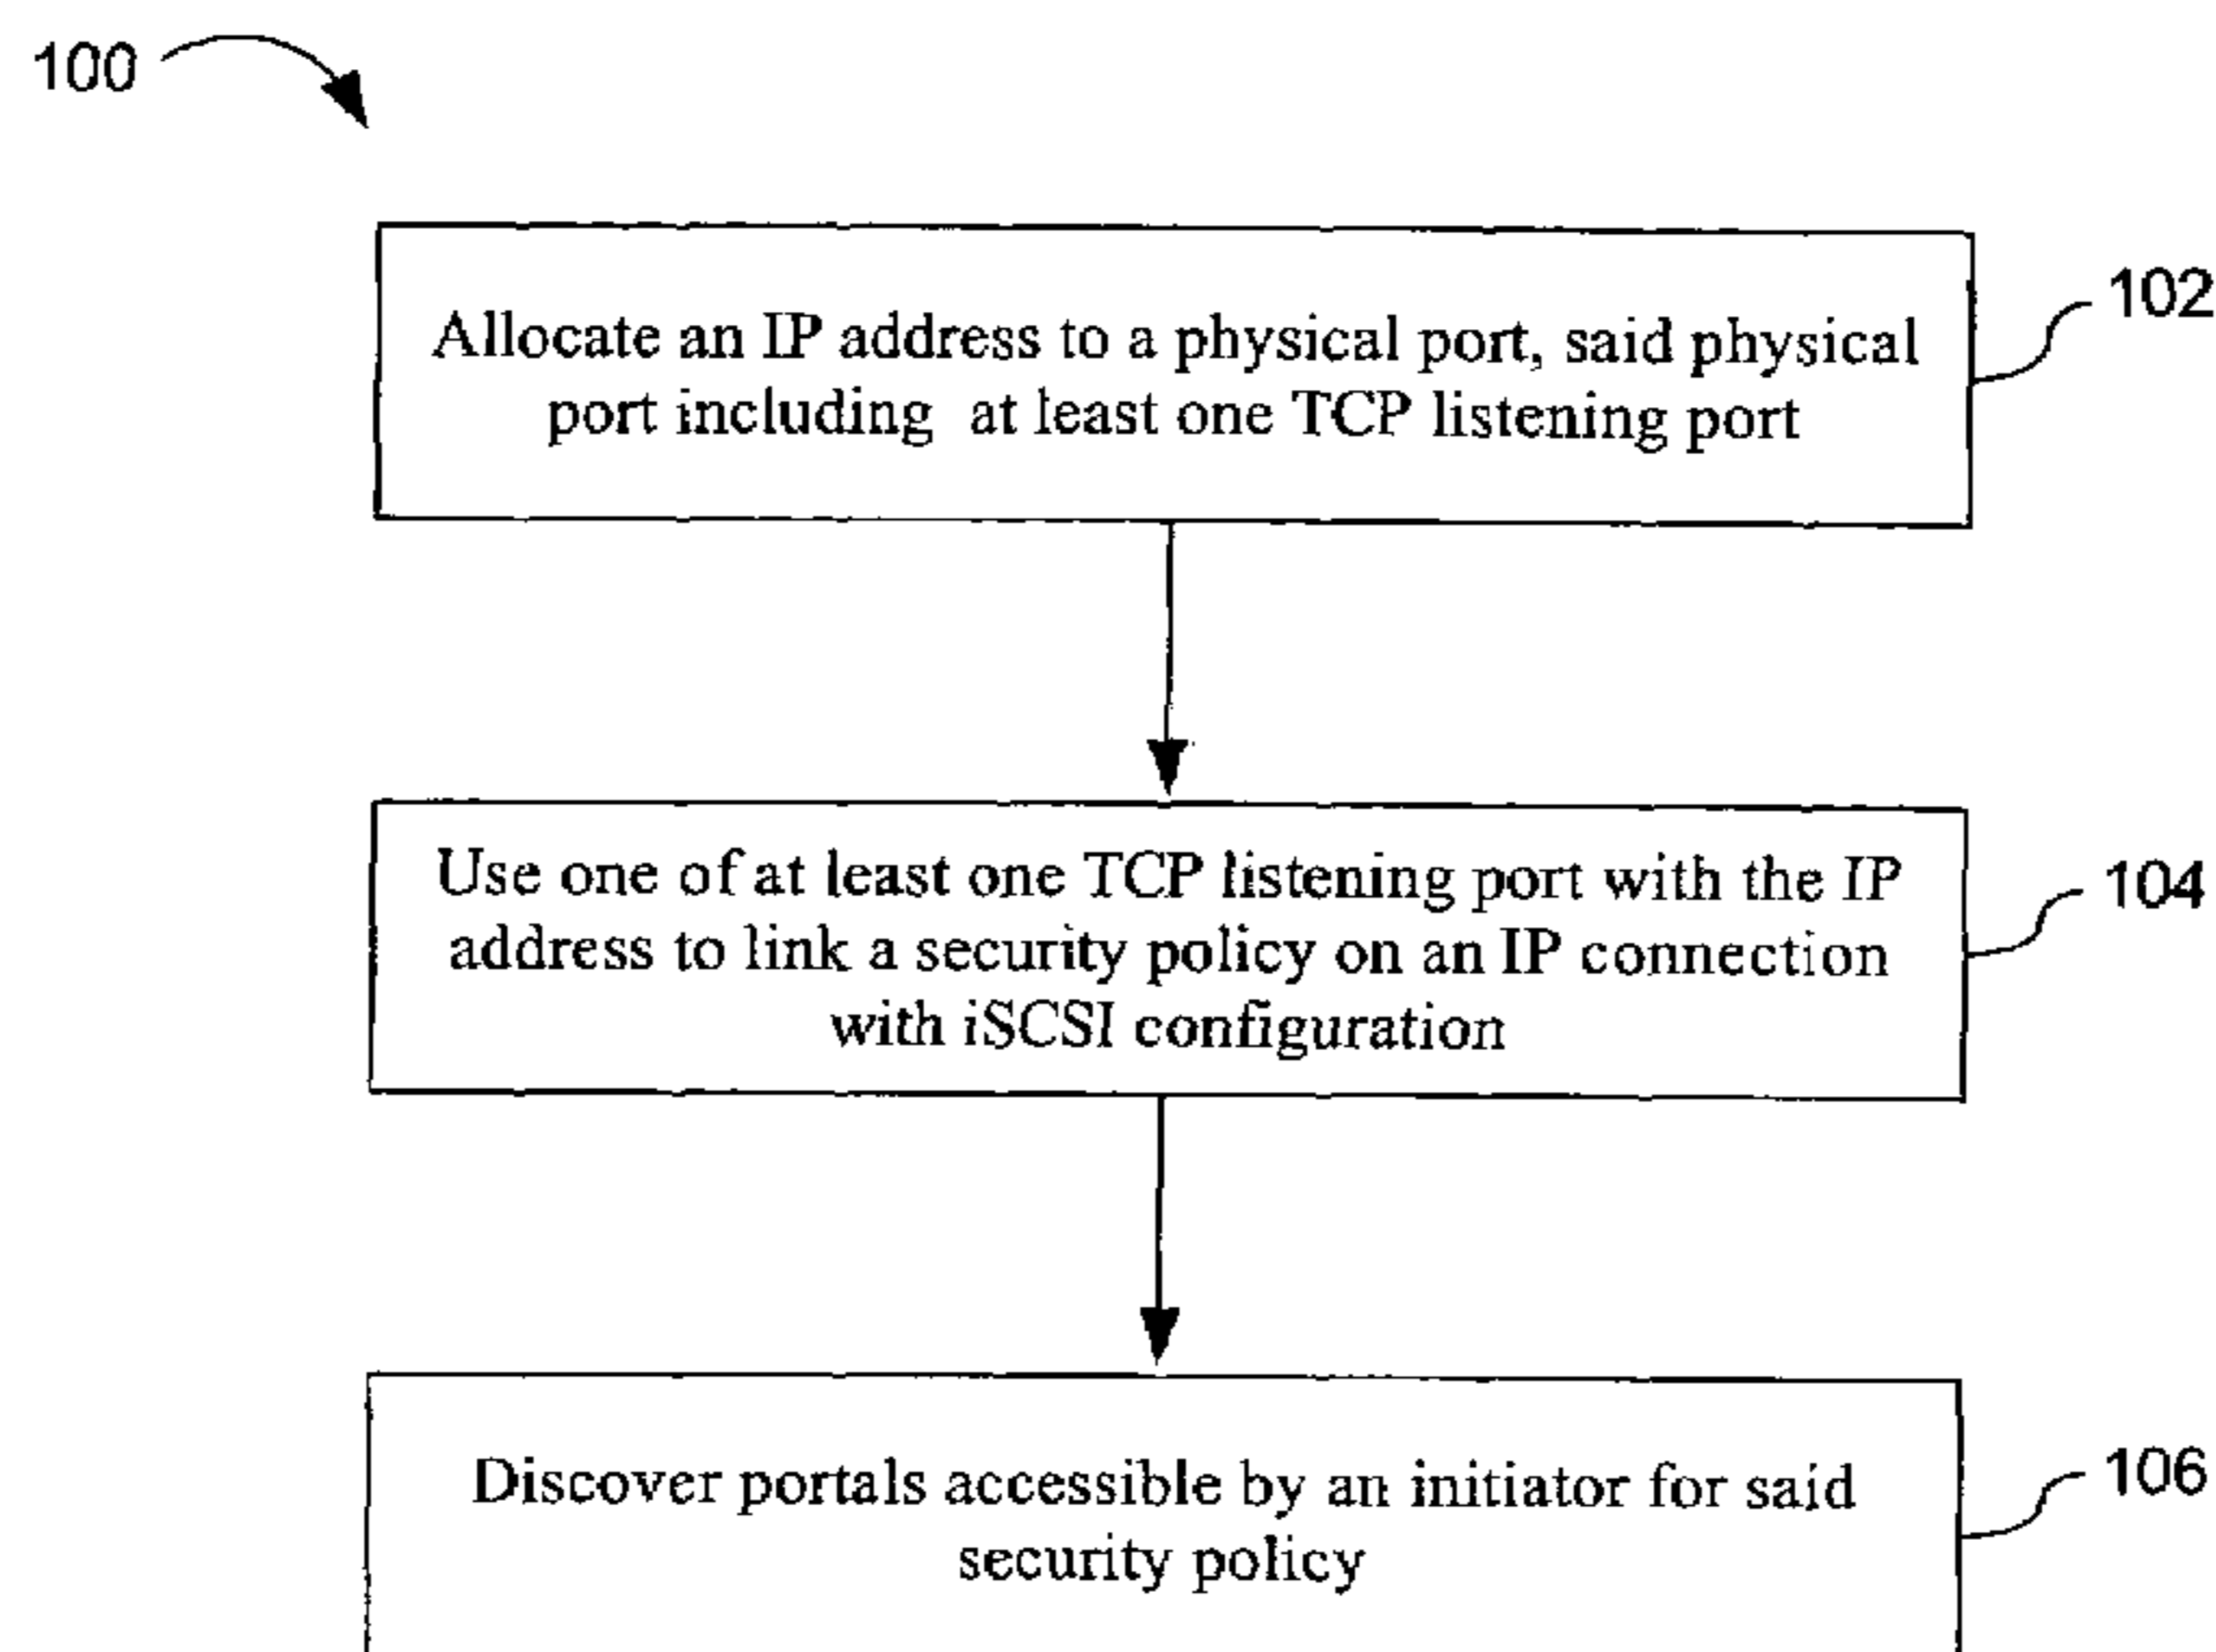 100
Allocate an IP address to a physical port, said physical
port including at least one TCP listening port
102
Use one of at least one TCP listening port with the IP
address to link a security policy on an IP connection
with iSCSI configuration
104
Discover portals accessible by an initiator for said
security policy
106